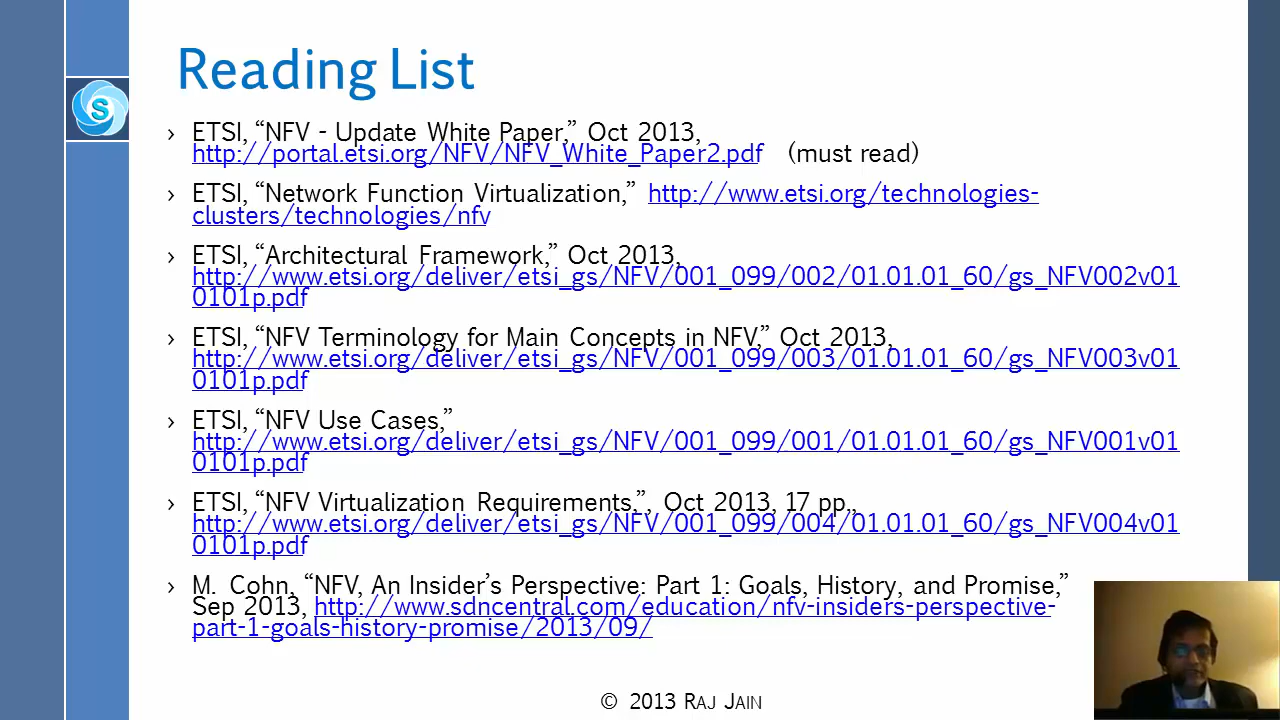 Reading List
S
› ETSI, “NFV - Update White Paper,” Oct 2013,
http://portal.etsi.org/NFV/NFV_White_Paper2.pdf (must read)
› ETSI, “Network Function Virtualization,” http://www.etsi.org/technologies-
clusters/technologies/nfv
› ETSI, “Architectural Framework,” Oct 2013,
http://www.etsi.org/deliver/etsi_gs/NFV/001_099/002/01.01.01_60/gs_NFV002v01
0101p.pdf
› ETSI, “NFV Terminology for Main Concepts in NFV,” Oct 2013,
http://www.etsi.org/deliver/etsi_gs/NFV/001_099/003/01.01.01_60/gs_NFV003v01
0101p.pdf
› ETSI, “NFV Use Cases,”
http://www.etsi.org/deliver/etsi_gs/NFV/001_099/001/01.01.01_60/gs_NFV001v01
0101p.pdf
› ETSI, “NFV Virtualization Requirements,”, Oct 2013, 17 pp.,
http://www.etsi.org/deliver/etsi_gs/NFV/001_099/004/01.01.01_60/gs_NFV004v01
0101p.pdf
› M. Cohn, “NFV, An Insider’s Perspective: Part 1: Goals, History, and Promise,”
Sep 2013, http://www.sdncentral.com/education/nfv-insiders-perspective-
part-1-goals-history-promise/2013/09/
© 2013 RAJ JAIN